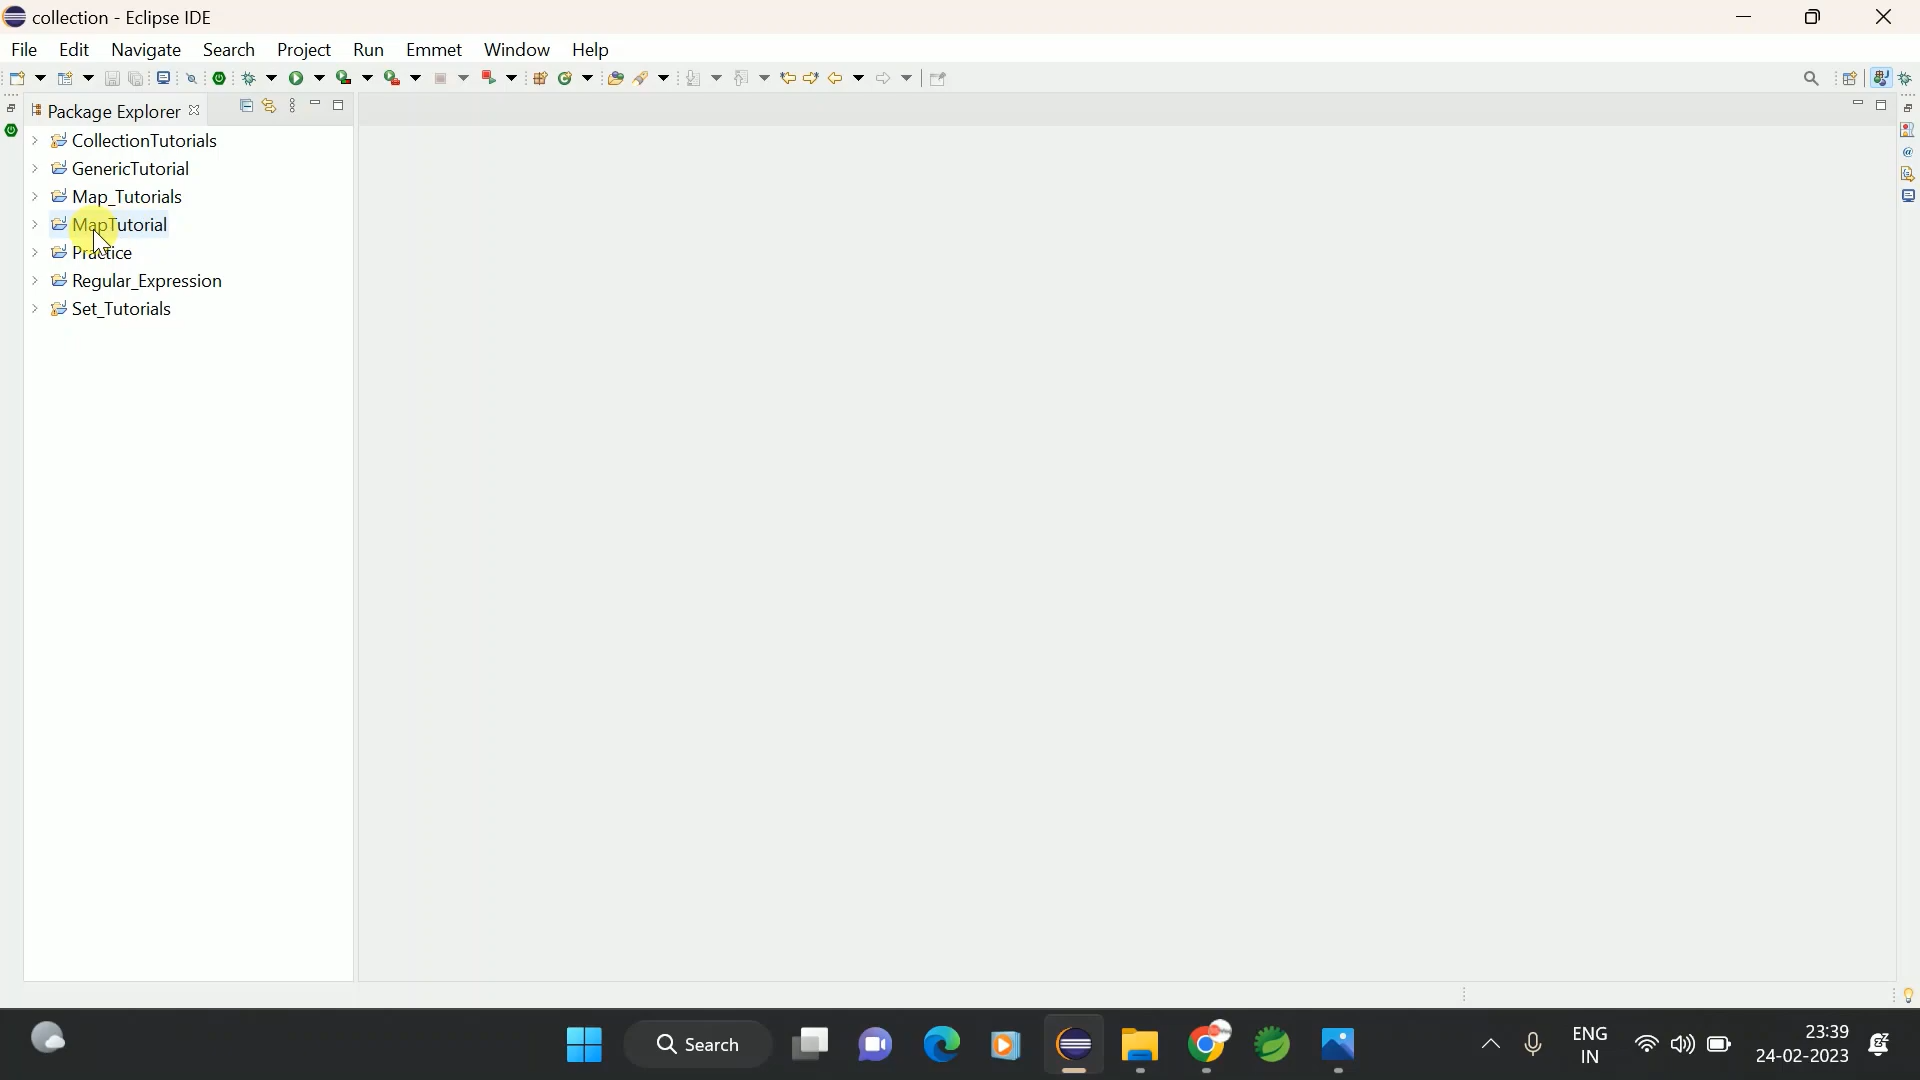 collection - Eclipse IDE
File Edit Navigate Search Project Run Emmet Window Help
Package Explorer
CollectionTutorials
GenericTutorial
Map_Tutorials
MapTutorial
Practice
Regular_Expression
Set_Tutorials
Search
ENG
IN
23:39
24-02-2023